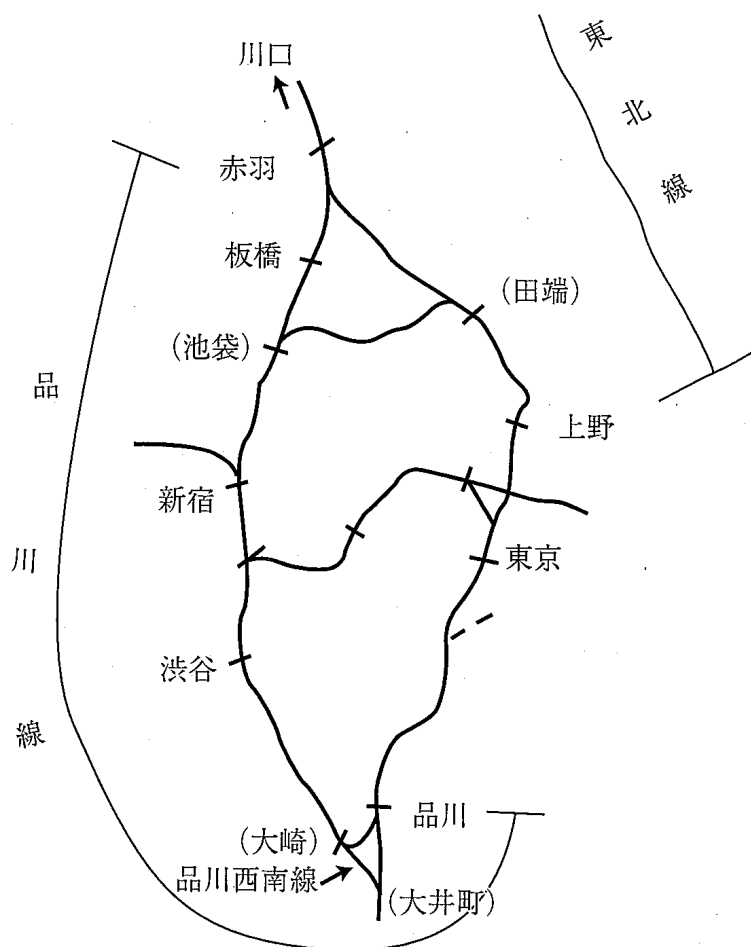 川口
東北線
赤羽
板橋
(田端)
(池袋)
上野
新宿
東京
渋谷
品川
(大崎)
品川西南線
(大井町)
品川線